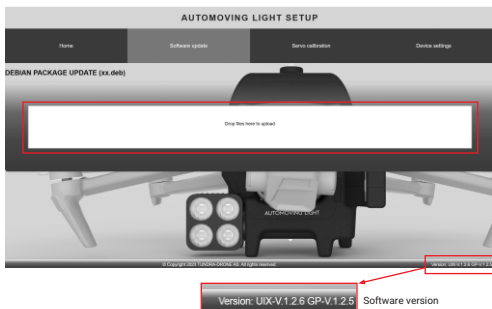 AUTOMOVING LIGHT SETUP
Home Software update Servo calibration Device settings
DEBIAN PACKAGE UPDATE (xx.deb)
Drop files here to upload
AUTOMOVING LIGHT
© Copyright 2023 TUNDRA-DRONE AS. All rights reserved.
Version: UIX-V.1.2.6 GP-V.1.2.5
Version: UIX-V.1.2.6 GP-V.1.2.5 Software version